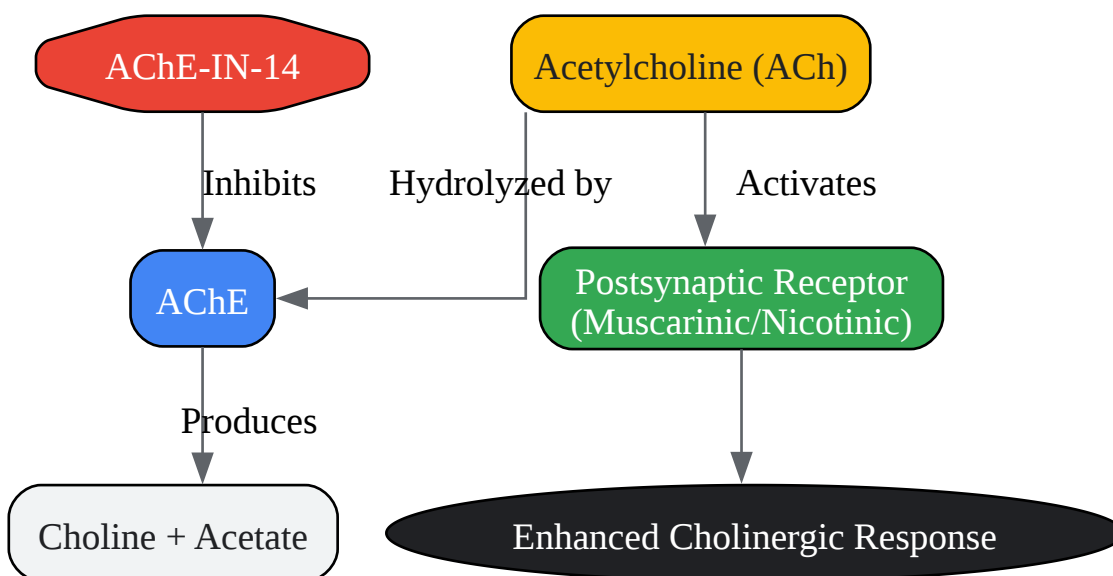 AChE-IN-14
Acetylcholine (ACh)
Inhibits
Hydrolyzed by
Activates
AChE
Postsynaptic Receptor
(Muscarinic/Nicotinic)
Produces
Choline + Acetate
Enhanced Cholinergic Response